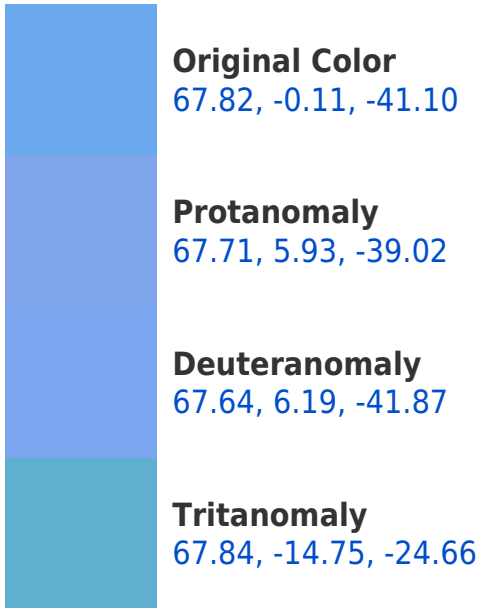 Original Color
67.82, -0.11, -41.10
Protanomaly
67.71, 5.93, -39.02
Deuteranomaly
67.64, 6.19, -41.87
Tritanomaly
67.84, -14.75, -24.66